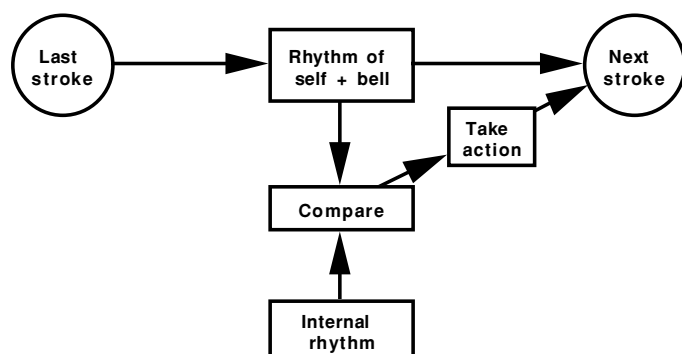 Last
stroke
Rhythm of
self + bell
Next
stroke
Take
action
Compare
Internal
rhythm